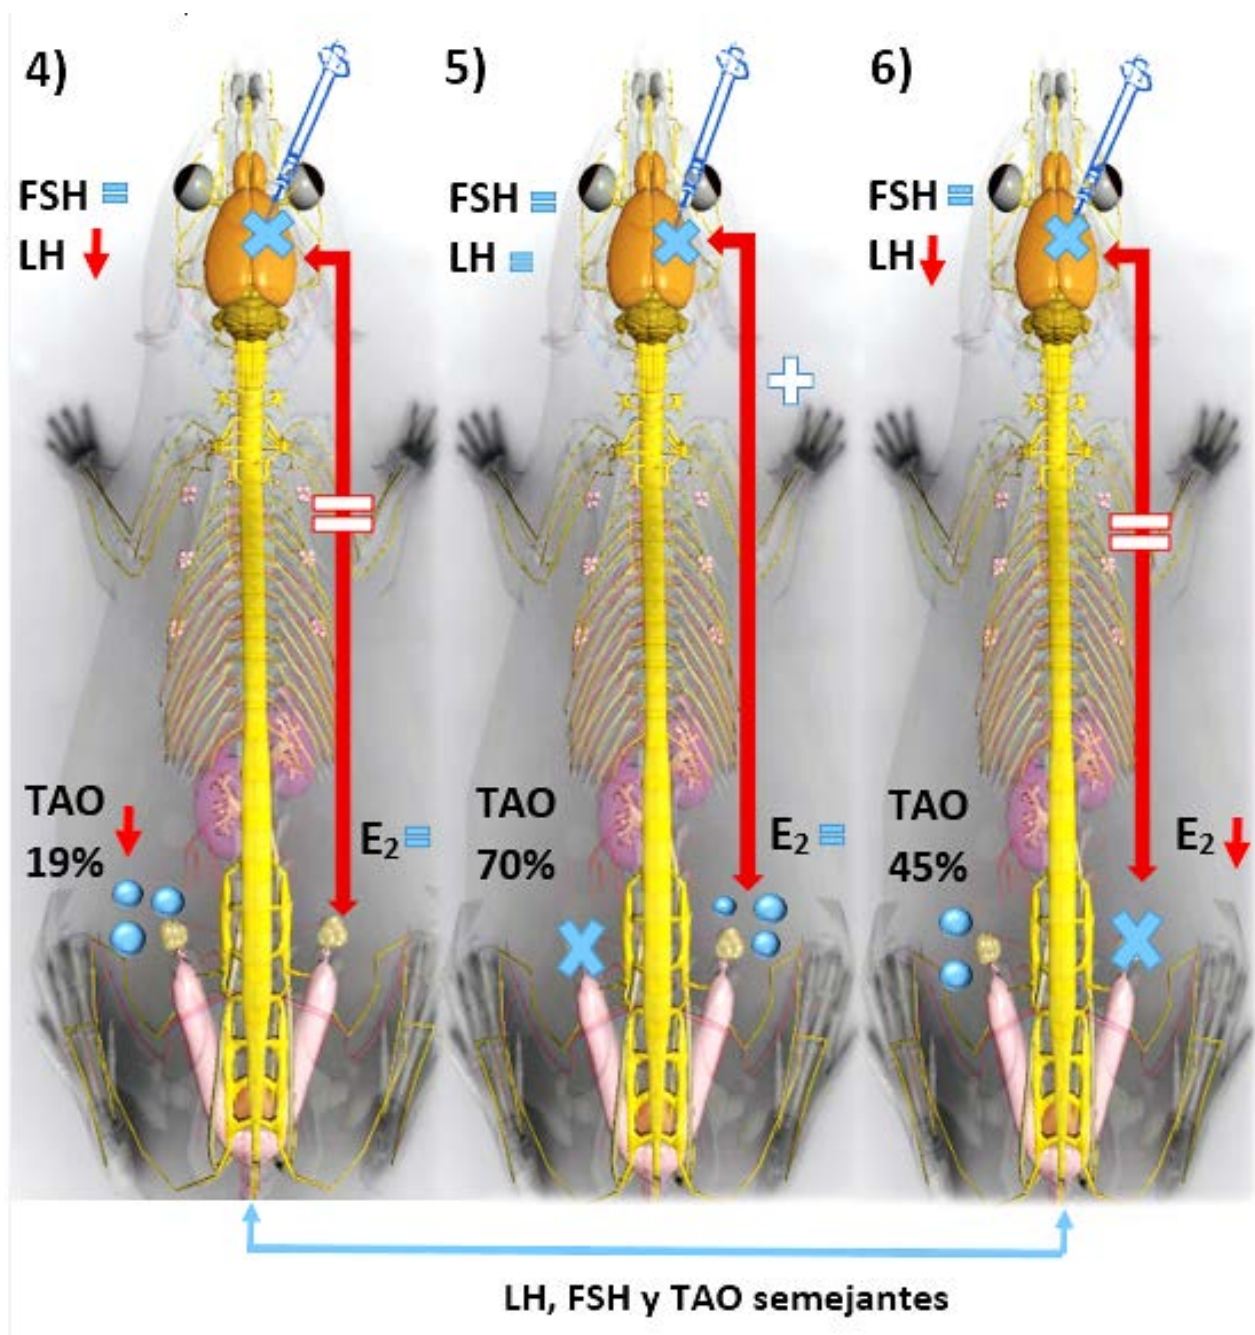 4)
FSH =
LH ↓
TAO ↓
19%
E₂ =
5)
FSH =
LH =
+
TAO
70%
E₂ =
6)
FSH =
LH ↓
TAO
45%
E₂ ↓
LH, FSH y TAO semejantes